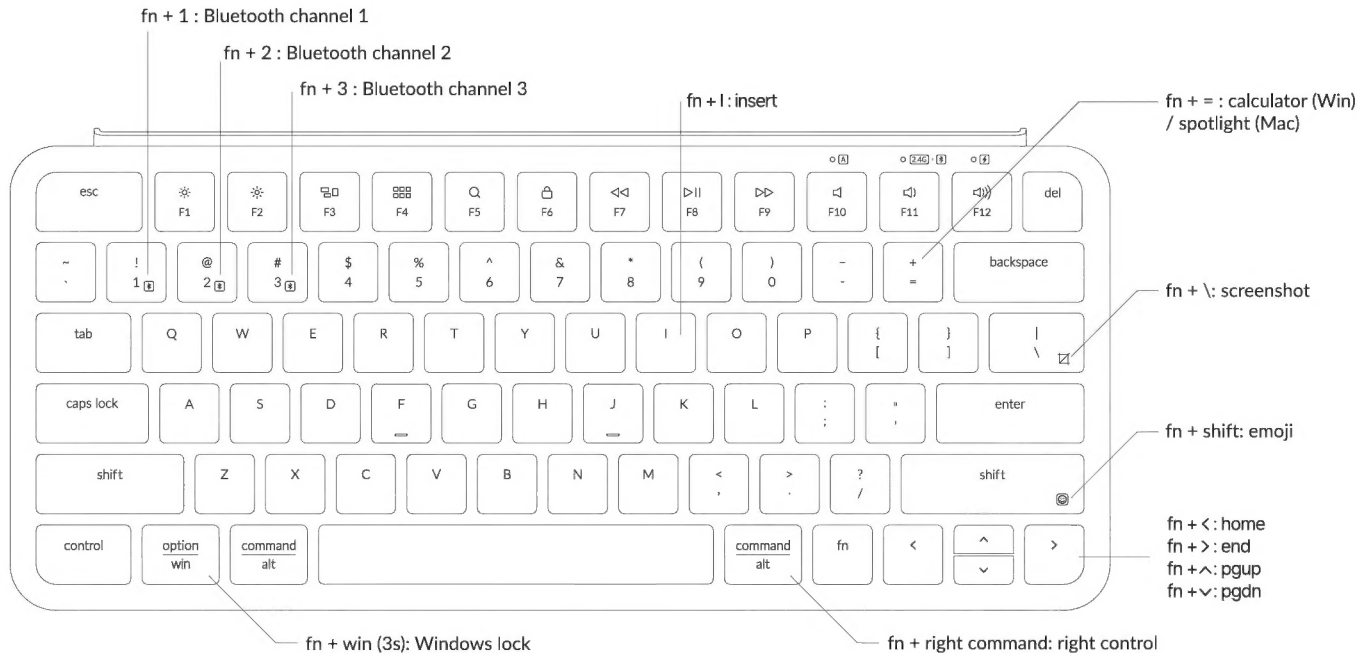 fn + 1 : Bluetooth channel 1
fn + 2 : Bluetooth channel 2
fn + 3 : Bluetooth channel 3
fn + I : insert
fn + = : calculator (Win)
/ spotlight (Mac)
A 2.4G
esc F1 F2 F3 F4 F5 F6 F7 F8 F9 F10 F11 F12 del
~ ! @ # $ % ^ & * ( ) – +
` 1 2 3 4 5 6 7 8 9 0 - = backspace
fn + \: screenshot
tab Q W E R T Y U I O P { } |
[ ] \
caps lock A S D F G H J K L : " enter
; '
fn + shift: emoji
shift Z X C V B N M < > ? shift
, . /
fn + <: home
fn + >: end
fn + ^: pgup
fn + ⌄: pgdn
control option command command fn < ^ >
win alt alt ⌄
fn + win (3s): Windows lock
fn + right command: right control